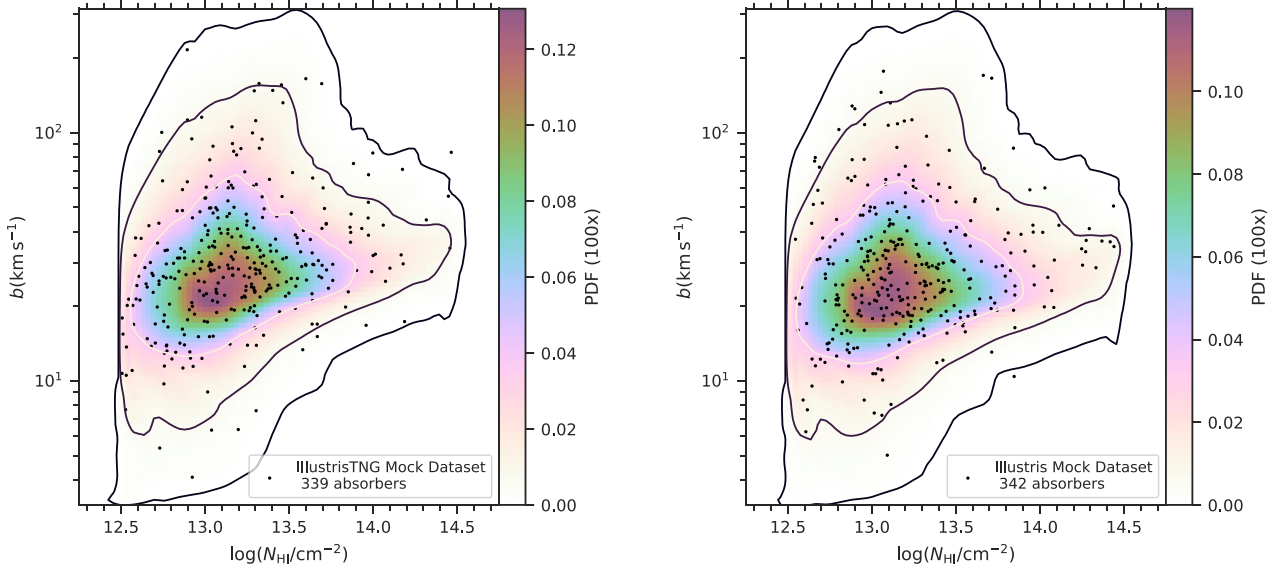 10²
10¹
b(km s⁻¹)
12.5 13.0 13.5 14.0 14.5
log(N_HI/cm⁻²)
IllustrisTNG Mock Dataset
339 absorbers
0.12
0.10
0.08
0.06
0.04
0.02
0.00
PDF (100x)
10²
10¹
b(km s⁻¹)
12.5 13.0 13.5 14.0 14.5
log(N_HI/cm⁻²)
Illustris Mock Dataset
342 absorbers
0.10
0.08
0.06
0.04
0.02
0.00
PDF (100x)